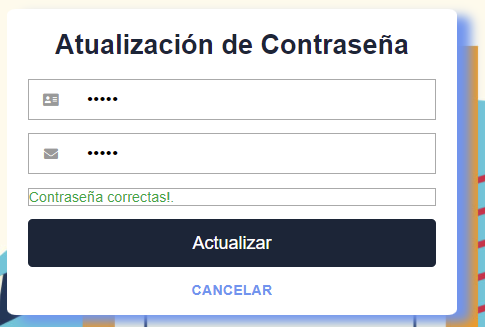 Atualización de Contraseña
•••••
•••••
Contraseña correctas!.
Actualizar
CANCELAR